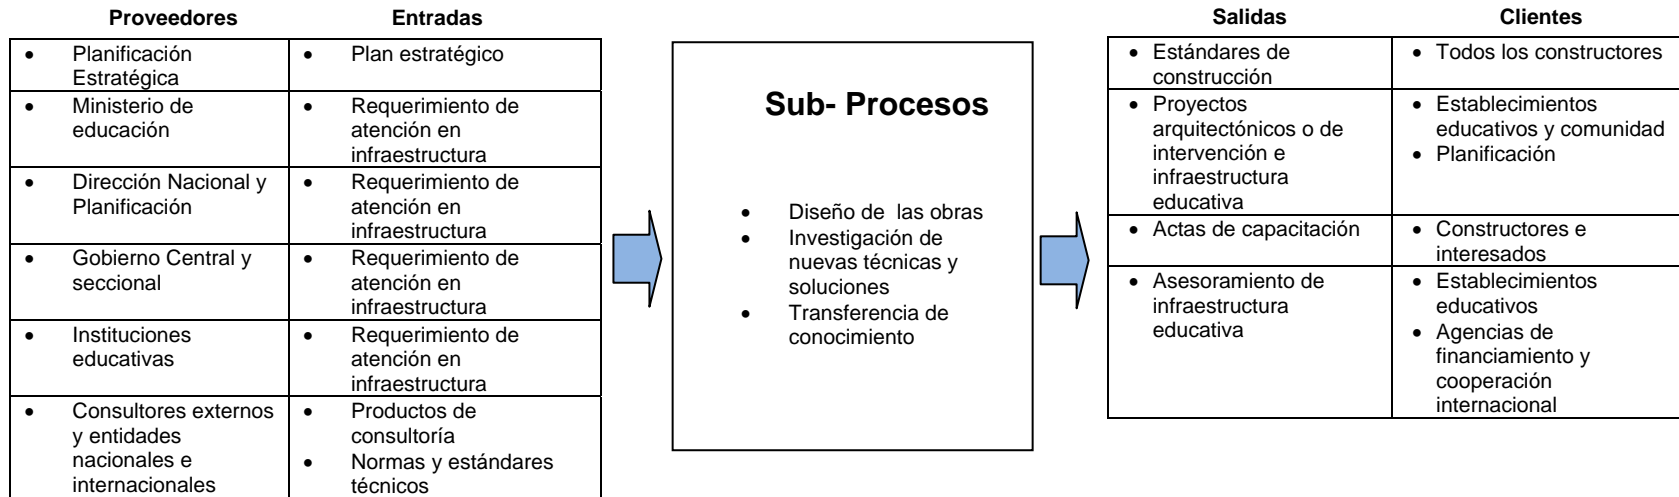 Proveedores
Entradas
• Planificación
Estratégica
• Plan estratégico
• Ministerio de
educación
• Requerimiento de
atención en
infraestructura
• Dirección Nacional y
Planificación
• Requerimiento de
atención en
infraestructura
• Gobierno Central y
seccional
• Requerimiento de
atención en
infraestructura
• Instituciones
educativas
• Requerimiento de
atención en
infraestructura
• Consultores externos
y entidades
nacionales e
internacionales
• Productos de
consultoría
• Normas y estándares
técnicos
Sub- Procesos
• Diseño de las obras
• Investigación de
nuevas técnicas y
soluciones
• Transferencia de
conocimiento
Salidas
Clientes
• Estándares de
construcción
• Todos los constructores
• Proyectos
arquitectónicos o de
intervención e
infraestructura
educativa
• Establecimientos
educativos y comunidad
• Planificación
• Actas de capacitación
• Constructores e
interesados
• Asesoramiento de
infraestructura
educativa
• Establecimientos
educativos
• Agencias de
financiamiento y
cooperación
internacional